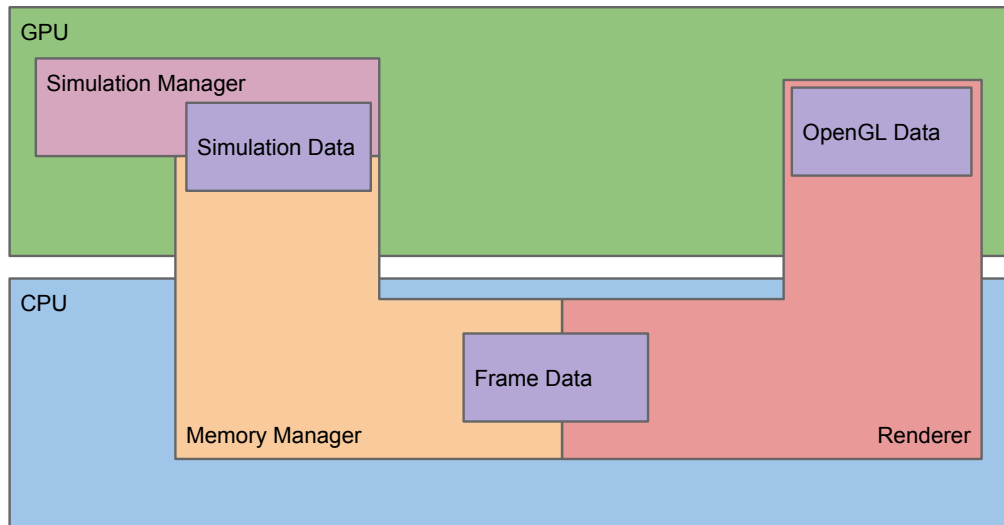 GPU
Simulation Manager
Simulation Data
OpenGL Data
CPU
Frame Data
Memory Manager
Renderer